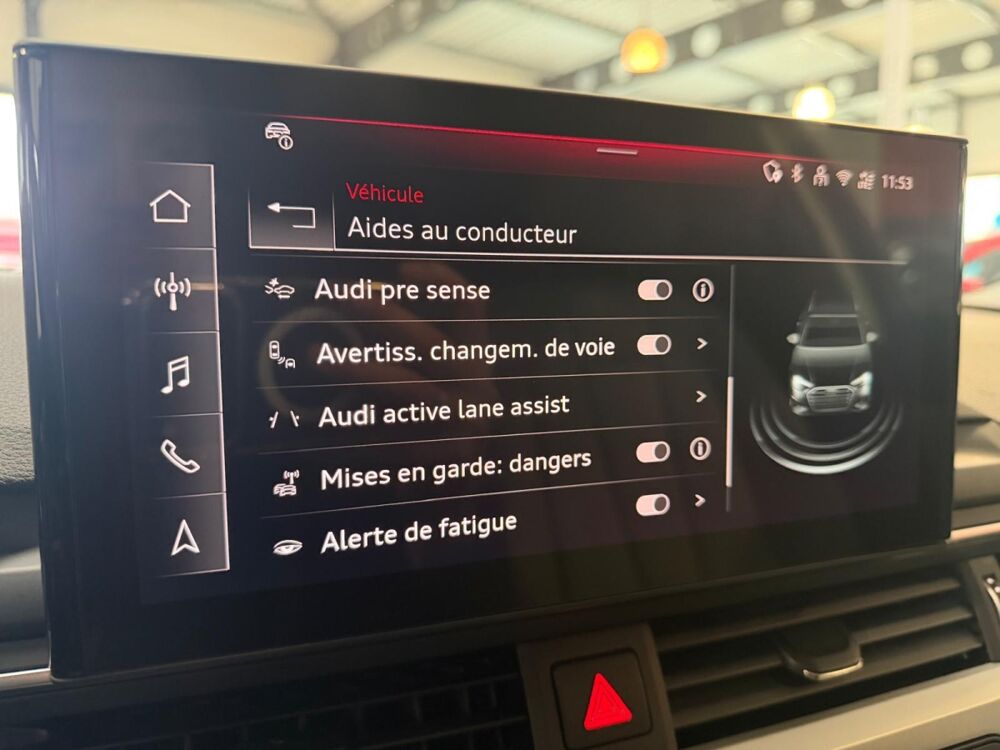 11:53
Véhicule
Aides au conducteur
Audi pre sense
Avertiss. changem. de voie
Audi active lane assist
Mises en garde: dangers
Alerte de fatigue